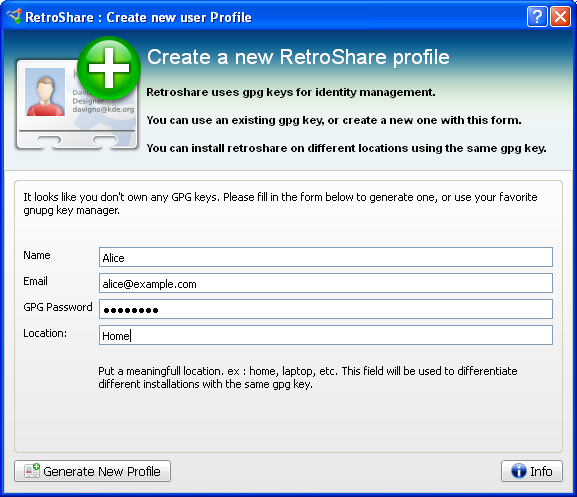 RetroShare : Create new user Profile
Create a new RetroShare profile
Retroshare uses gpg keys for identity management.
You can use an existing gpg key, or create a new one with this form.
You can install retroshare on different locations using the same gpg key.
Designer
davigno@kde.org
It looks like you don't own any GPG keys. Please fill in the form below to generate one, or use your favorite
gnupg key manager.
Name
Alice
Email
alice@example.com
GPG Password
●●●●●●●●
Location:
Home
Put a meaningfull location. ex : home, laptop, etc. This field will be used to differentiate
different installations with the same gpg key.
Generate New Profile
Info